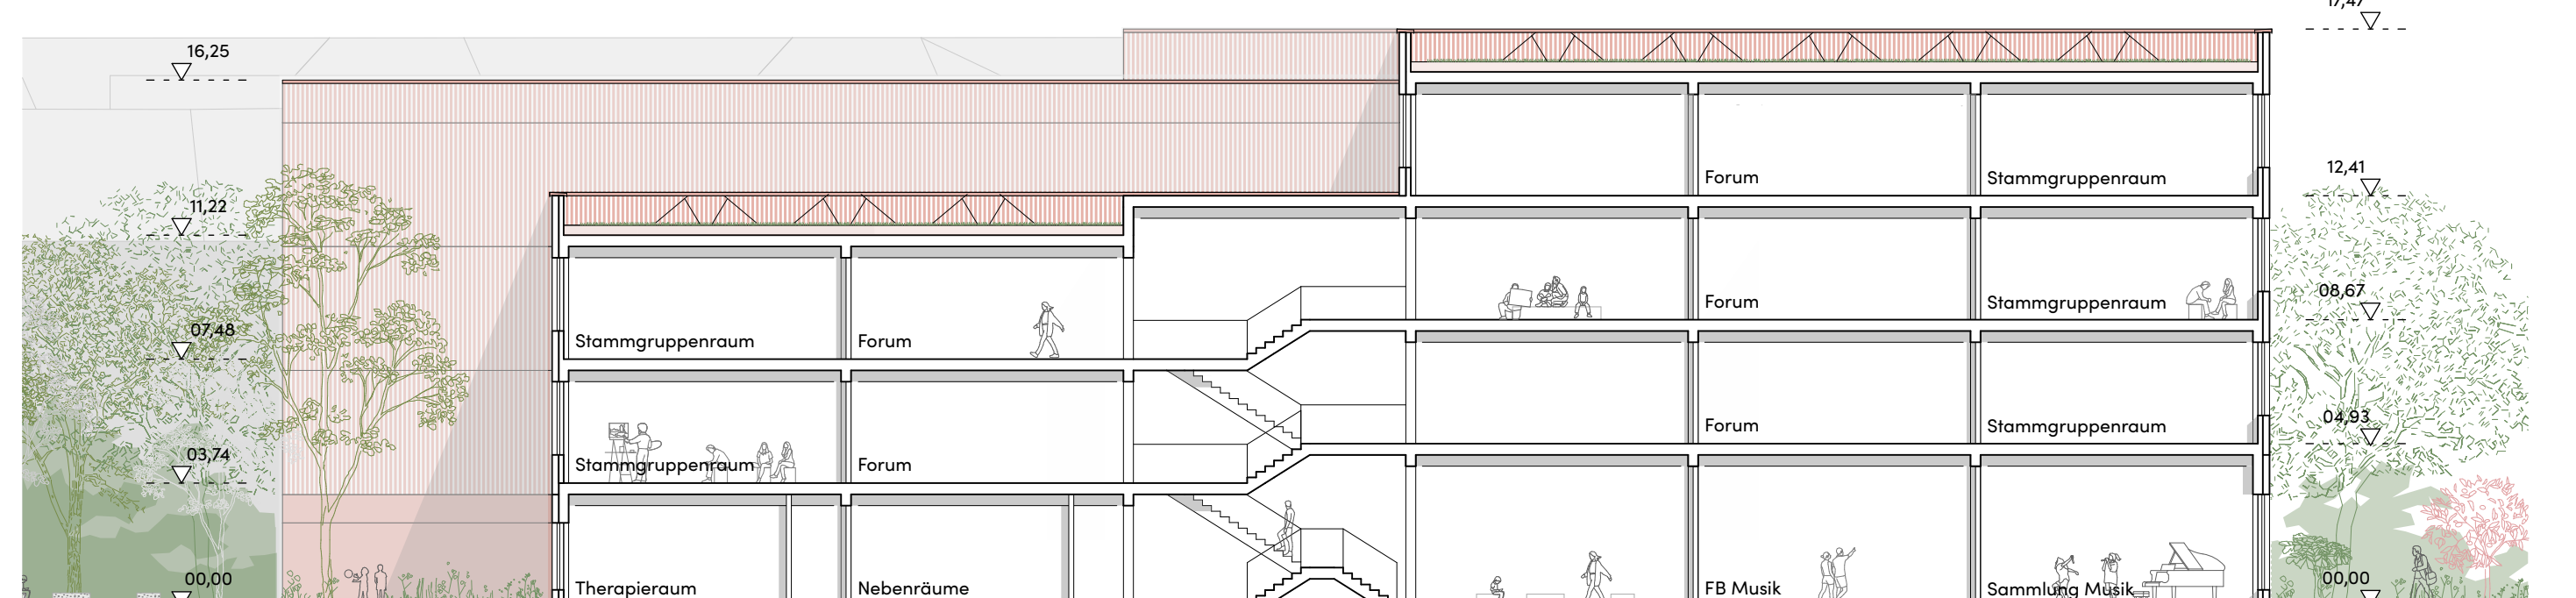 17,47
16,25
12,41
Forum
Stammgruppenraum
11,22
08,67
Forum
Stammgruppenraum
07,48
Stammgruppenraum
Forum
04,93
Forum
Stammgruppenraum
03,74
Stammgruppenraum
Forum
00,00
Therapieraum
Nebenräume
FB Musik
Sammlung Musik
00,00